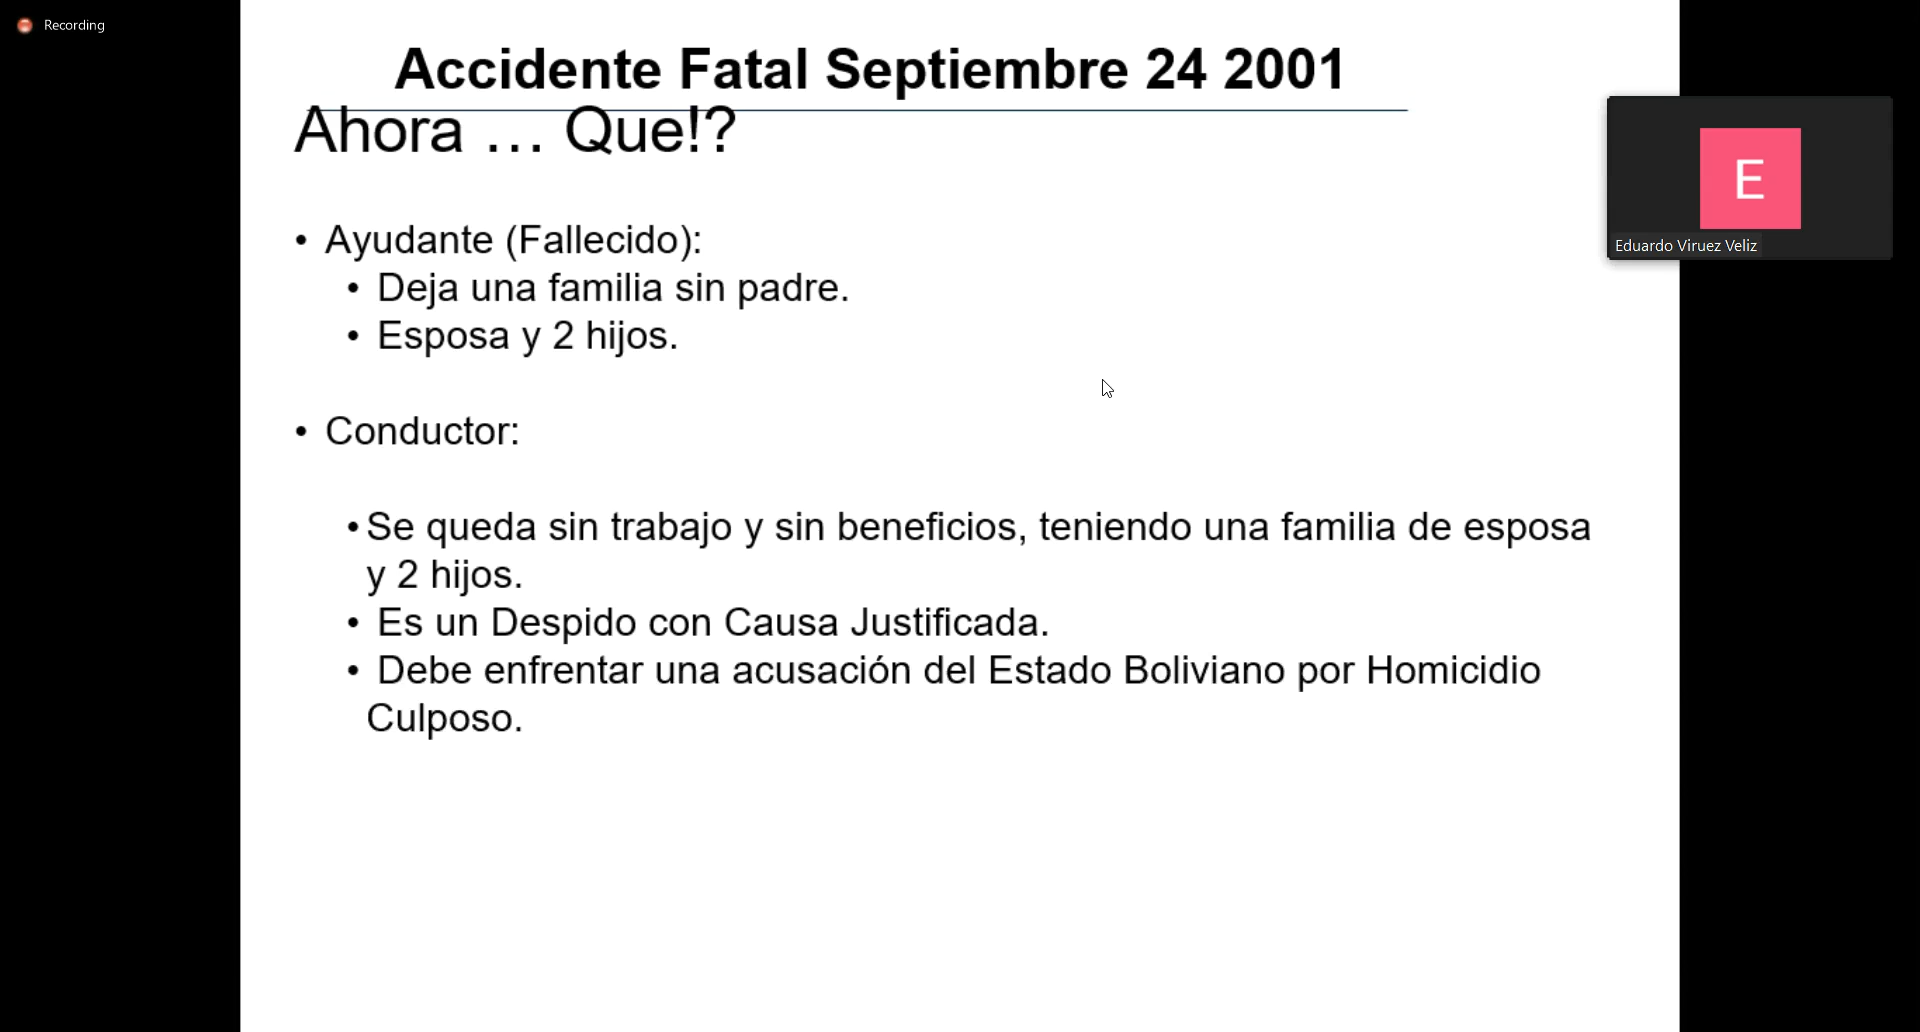 Recording
Accidente Fatal Septiembre 24 2001
Ahora ... Que!?
• Ayudante (Fallecido):
• Deja una familia sin padre.
• Esposa y 2 hijos.
• Conductor:
• Se queda sin trabajo y sin beneficios, teniendo una familia de esposa
y 2 hijos.
• Es un Despido con Causa Justificada.
• Debe enfrentar una acusación del Estado Boliviano por Homicidio
Culposo.
E
Eduardo Viruez Veliz